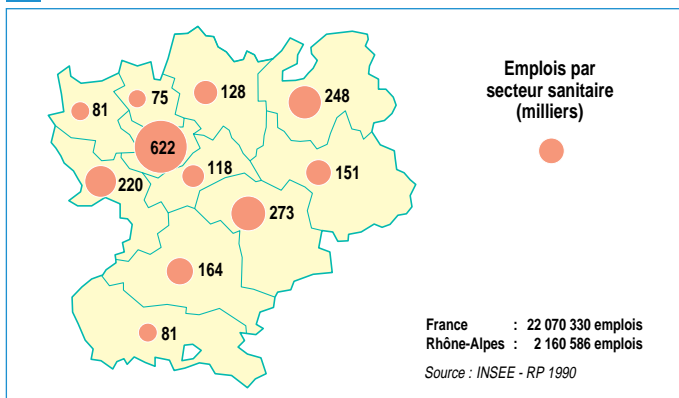 Emplois par
secteur sanitaire
(milliers)
128
248
75
81
622
118
151
220
273
164
81
France : 22 070 330 emplois
Rhône-Alpes : 2 160 586 emplois
Source : INSEE - RP 1990